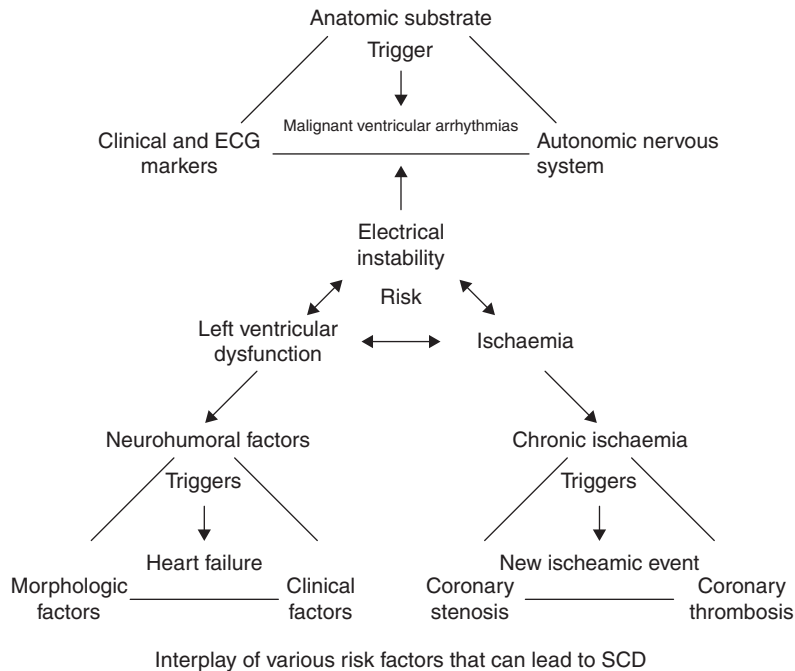 Anatomic substrate
Trigger
Malignant ventricular arrhythmias
Clinical and ECG
markers
Autonomic nervous
system
Electrical
instability
Risk
Left ventricular
dysfunction
Ischaemia
Neurohumoral factors
Chronic ischaemia
Triggers
Triggers
Heart failure
New ischeamic event
Morphologic
factors
Clinical
factors
Coronary
stenosis
Coronary
thrombosis
Interplay of various risk factors that can lead to SCD